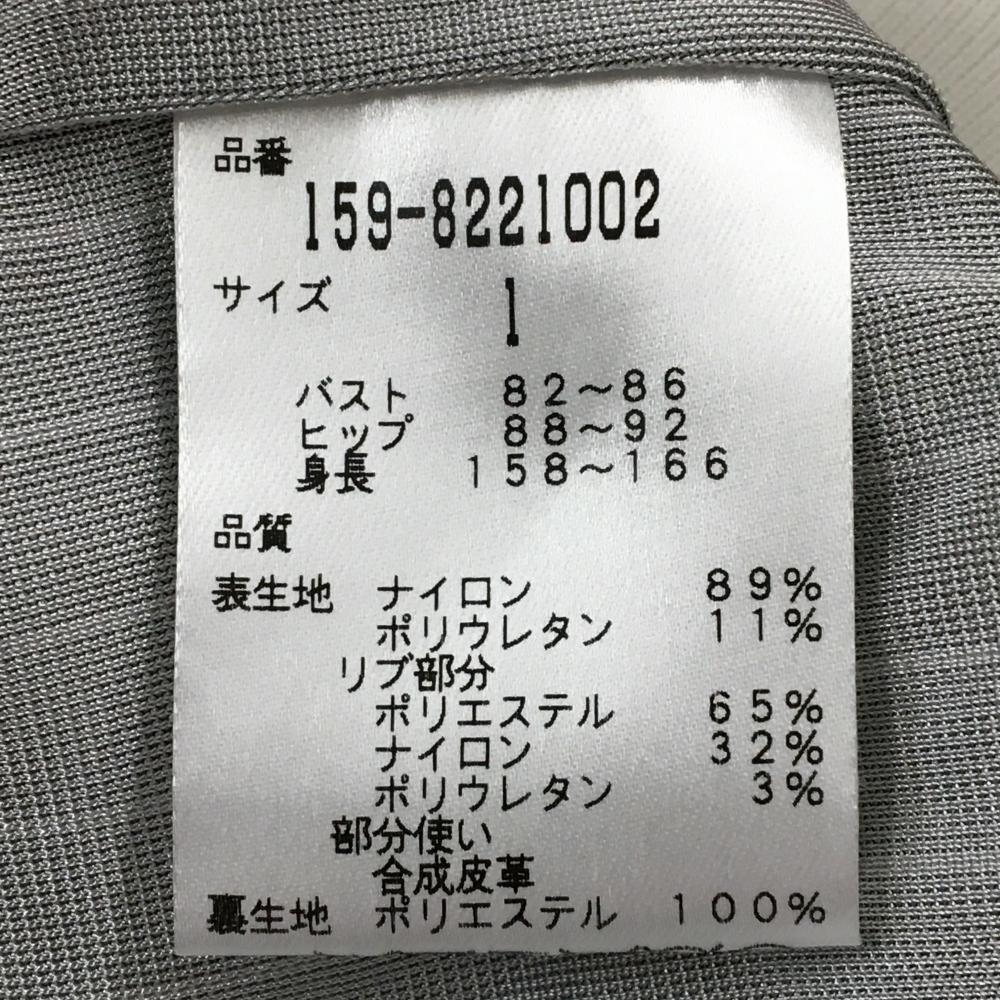 品番
159-8221002
サイズ 1
バスト 82～86
ヒップ 88～92
身長 158～166
品質
表生地 ナイロン 89%
ポリウレタン 11%
リブ部分
ポリエステル 65%
ナイロン 32%
ポリウレタン 3%
部分使い
合成皮革
裏生地 ポリエステル 100%